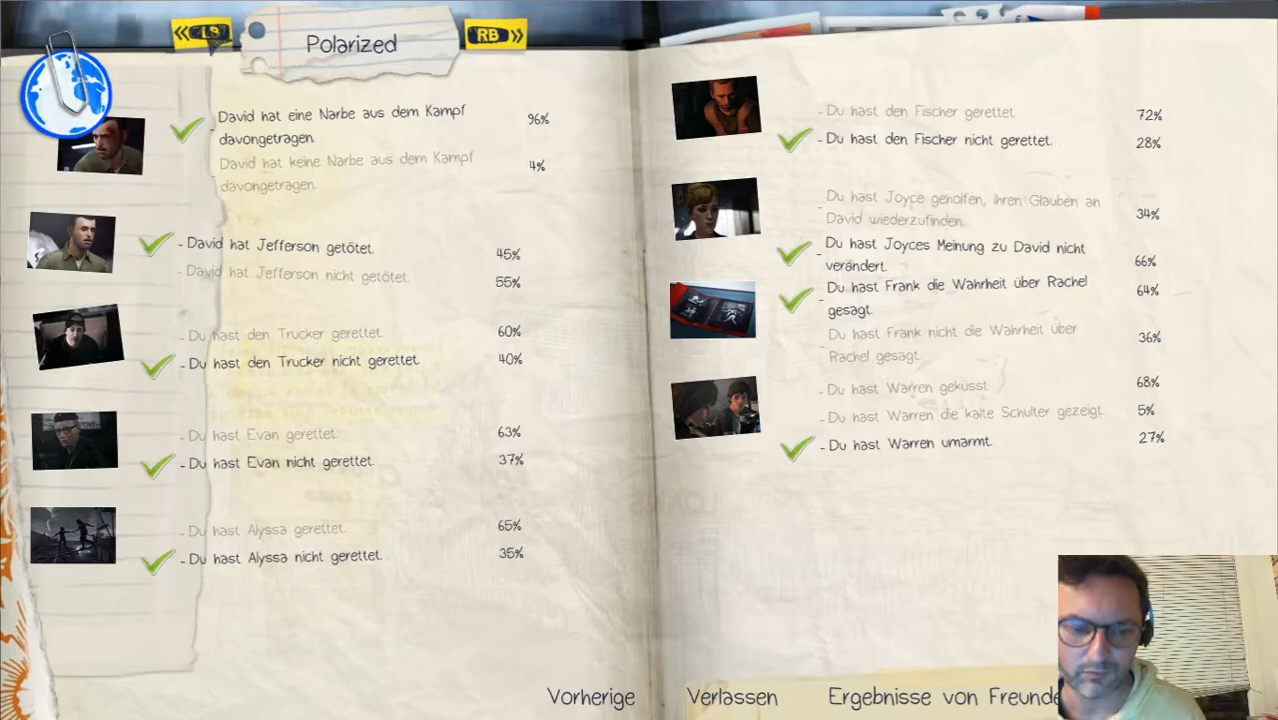 LB
Polarized
RB
David hat eine Narbe aus dem Kampf
davongetragen.
96%
David hat keine Narbe aus dem Kampf
davongetragen.
4%
- David hat Jefferson getötet.
45%
- David hat Jefferson nicht getötet.
55%
- Du hast den Trucker gerettet.
60%
- Du hast den Trucker nicht gerettet.
40%
- Du hast Evan gerettet.
63%
- Du hast Evan nicht gerettet.
37%
- Du hast Alyssa gerettet.
65%
- Du hast Alyssa nicht gerettet.
35%
- Du hast den Fischer gerettet.
72%
- Du hast den Fischer nicht gerettet.
28%
- Du hast Joyce geholfen, ihren Glauben an
David wiederzufinden.
34%
- Du hast Joyces Meinung zu David nicht
verändert.
66%
- Du hast Frank die Wahrheit über Rachel
gesagt.
64%
- Du hast Frank nicht die Wahrheit über
Rachel gesagt.
36%
- Du hast Warren geküsst.
68%
- Du hast Warren die kalte Schulter gezeigt.
5%
- Du hast Warren umarmt.
27%
Vorherige
Verlassen
Ergebnisse von Freunde